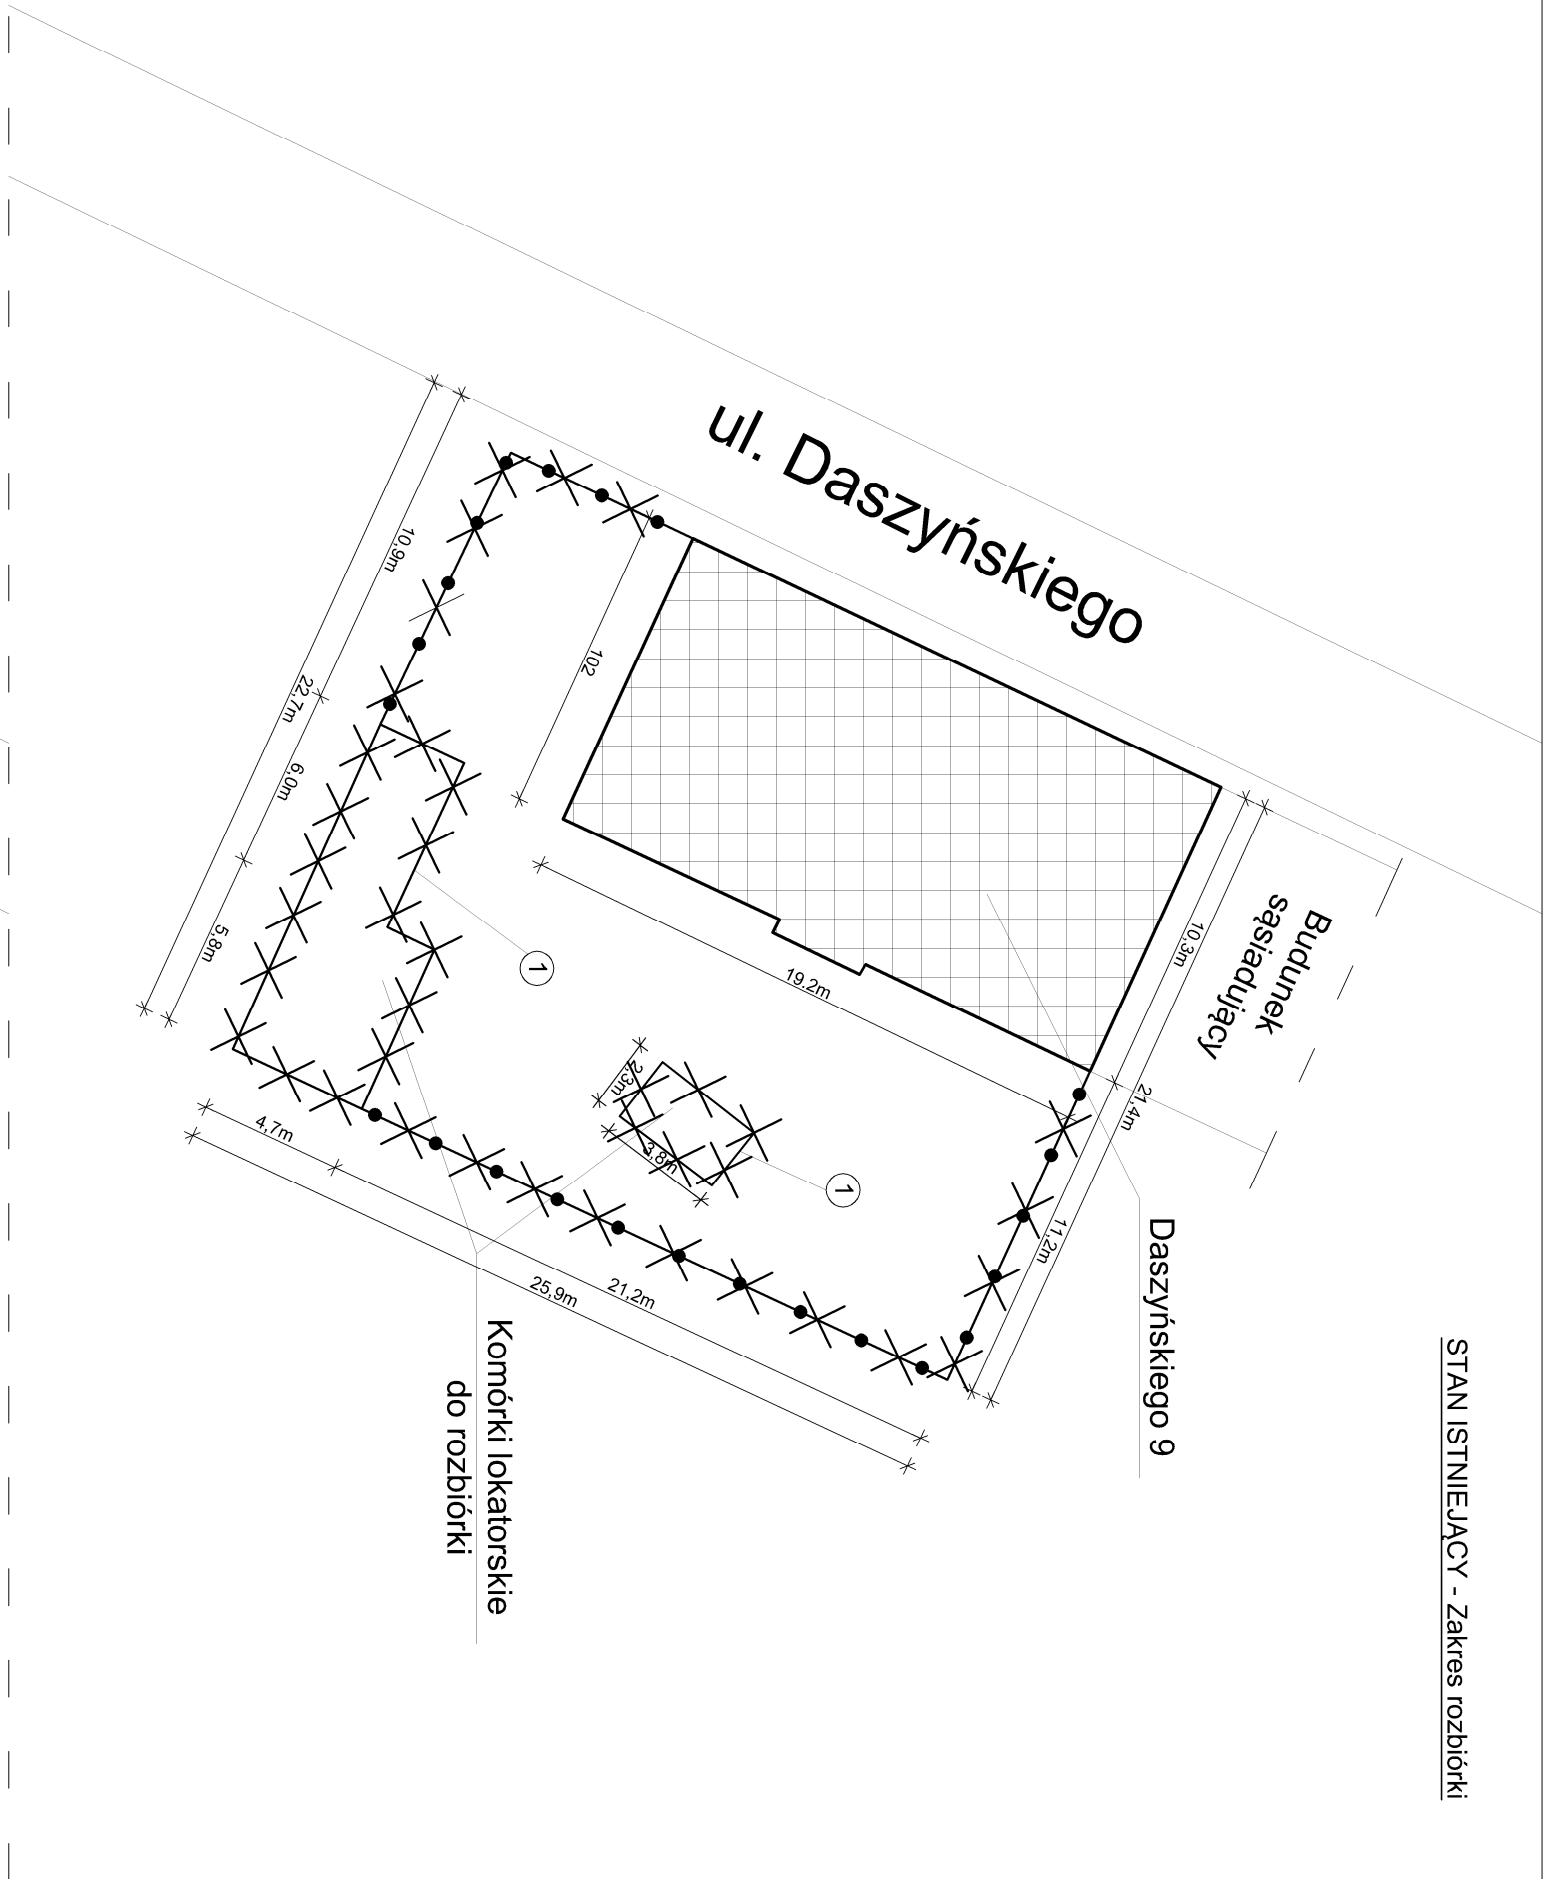 STAN ISTNIEJĄCY - Zakres rozbiórki
ul. Daszyńskiego
Budunek
sąsiadujący
Daszyńskiego 9
Komórki lokatorskie
do rozbiórki
10,9m
22,7m
6,0m
5,8m
102
19.2m
10.3m
21,4m
11,2m
2,3m
3,8m
1
1
4,7m
21,2m
25,9m